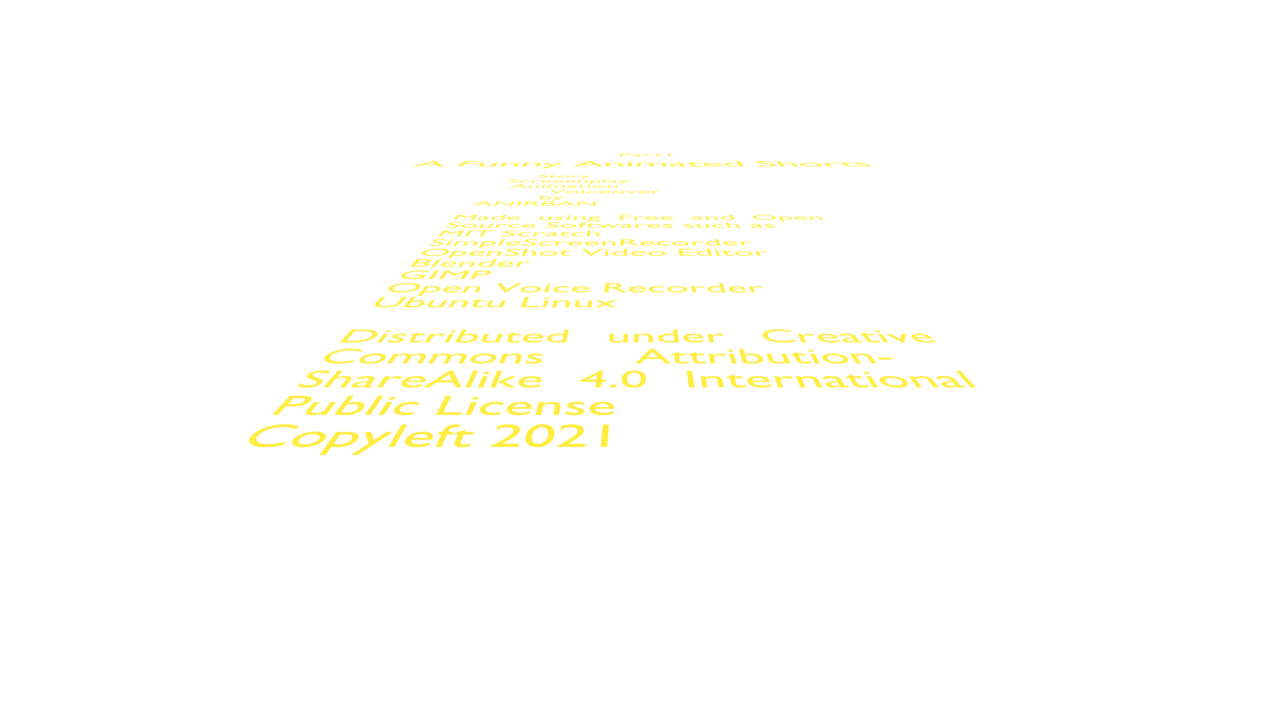 Part I
A Funny Animated Shorts
Story
Screeenplay
Animation
Voiceover
by
ANIRBAN
Made using Free and Open
Source Softwares such as
MIT Scratch
SimpleScreenRecorder
OpenShot Video Editor
Blender
GIMP
Open Voice Recorder
Ubuntu Linux
Distributed under Creative
Commons Attribution-
ShareAlike 4.0 International
Public License
Copyleft 2021